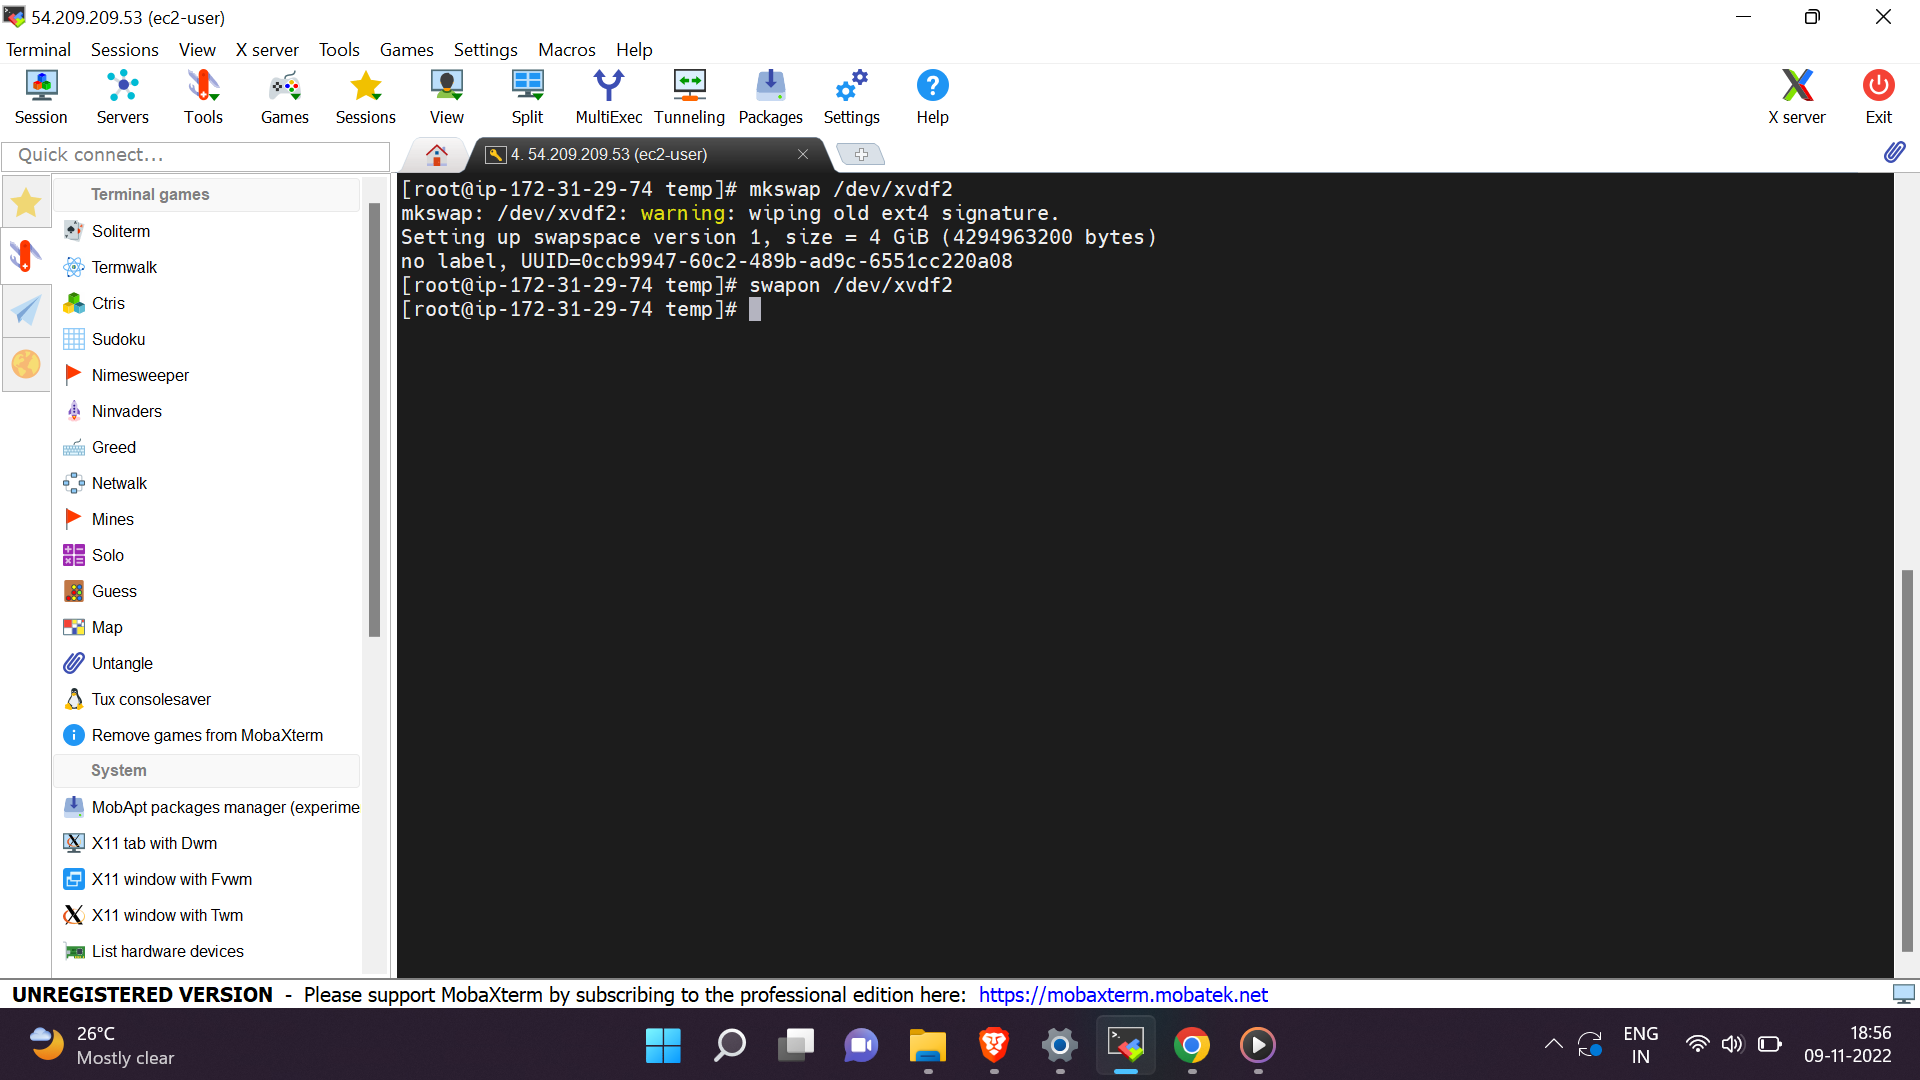 54.209.209.53 (ec2-user)
Terminal Sessions View X server Tools Games Settings Macros Help
Session Servers Tools Games Sessions View Split MultiExec Tunneling Packages Settings Help X server Exit
Quick connect...
4. 54.209.209.53 (ec2-user)
Terminal games
Soliterm
Termwalk
Ctris
Sudoku
Nimesweeper
Ninvaders
Greed
Netwalk
Mines
Solo
Guess
Map
Untangle
Tux consolesaver
Remove games from MobaXterm
System
MobApt packages manager (experime
X11 tab with Dwm
X11 window with Fvwm
X11 window with Twm
List hardware devices
[root@ip-172-31-29-74 temp]# mkswap /dev/xvdf2
mkswap: /dev/xvdf2: warning: wiping old ext4 signature.
Setting up swapspace version 1, size = 4 GiB (4294963200 bytes)
no label, UUID=0ccb9947-60c2-489b-ad9c-6551cc220a08
[root@ip-172-31-29-74 temp]# swapon /dev/xvdf2
[root@ip-172-31-29-74 temp]#
UNREGISTERED VERSION - Please support MobaXterm by subscribing to the professional edition here: https://mobaxterm.mobatek.net
26°C
Mostly clear
ENG
IN
18:56
09-11-2022